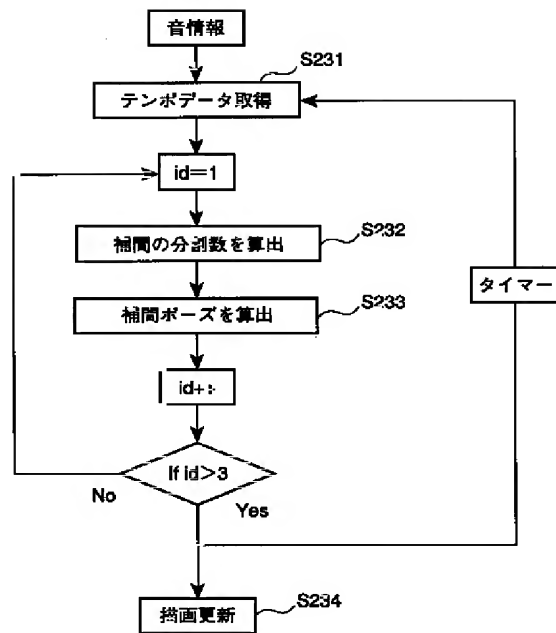 音情報
S231
テンポデータ取得
id=1
補間の分割数を算出
S232
タイマー
補間ポーズを算出
S233
If id>3
No
Yes
描画更新
S234